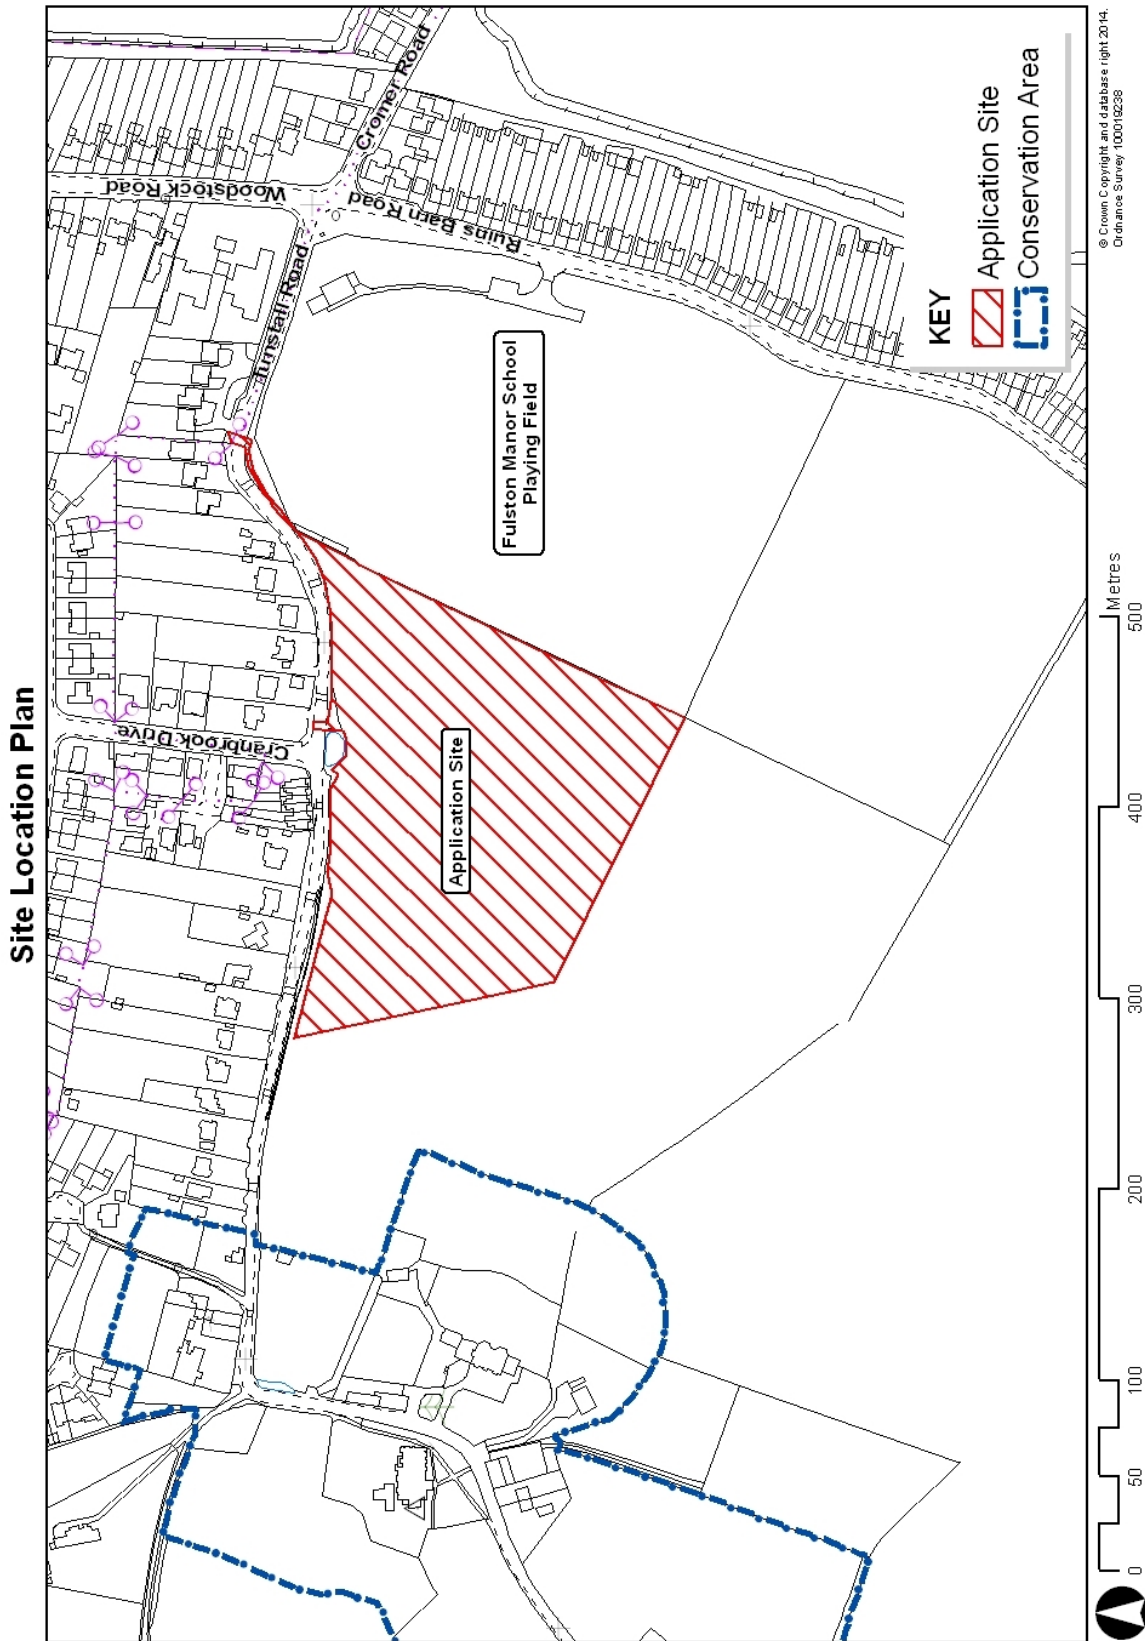 Site Location Plan
Woodstock Road
Cromer Road
Tunstall Road
Ruins Barn Road
Cranbrook Drive
Fulston Manor School
Playing Field
Application Site
KEY
Application Site
Conservation Area
0 50 100 200 300 400 500
Metres
© Crown Copyright and database right 2014.
Ordnance Survey 100019238